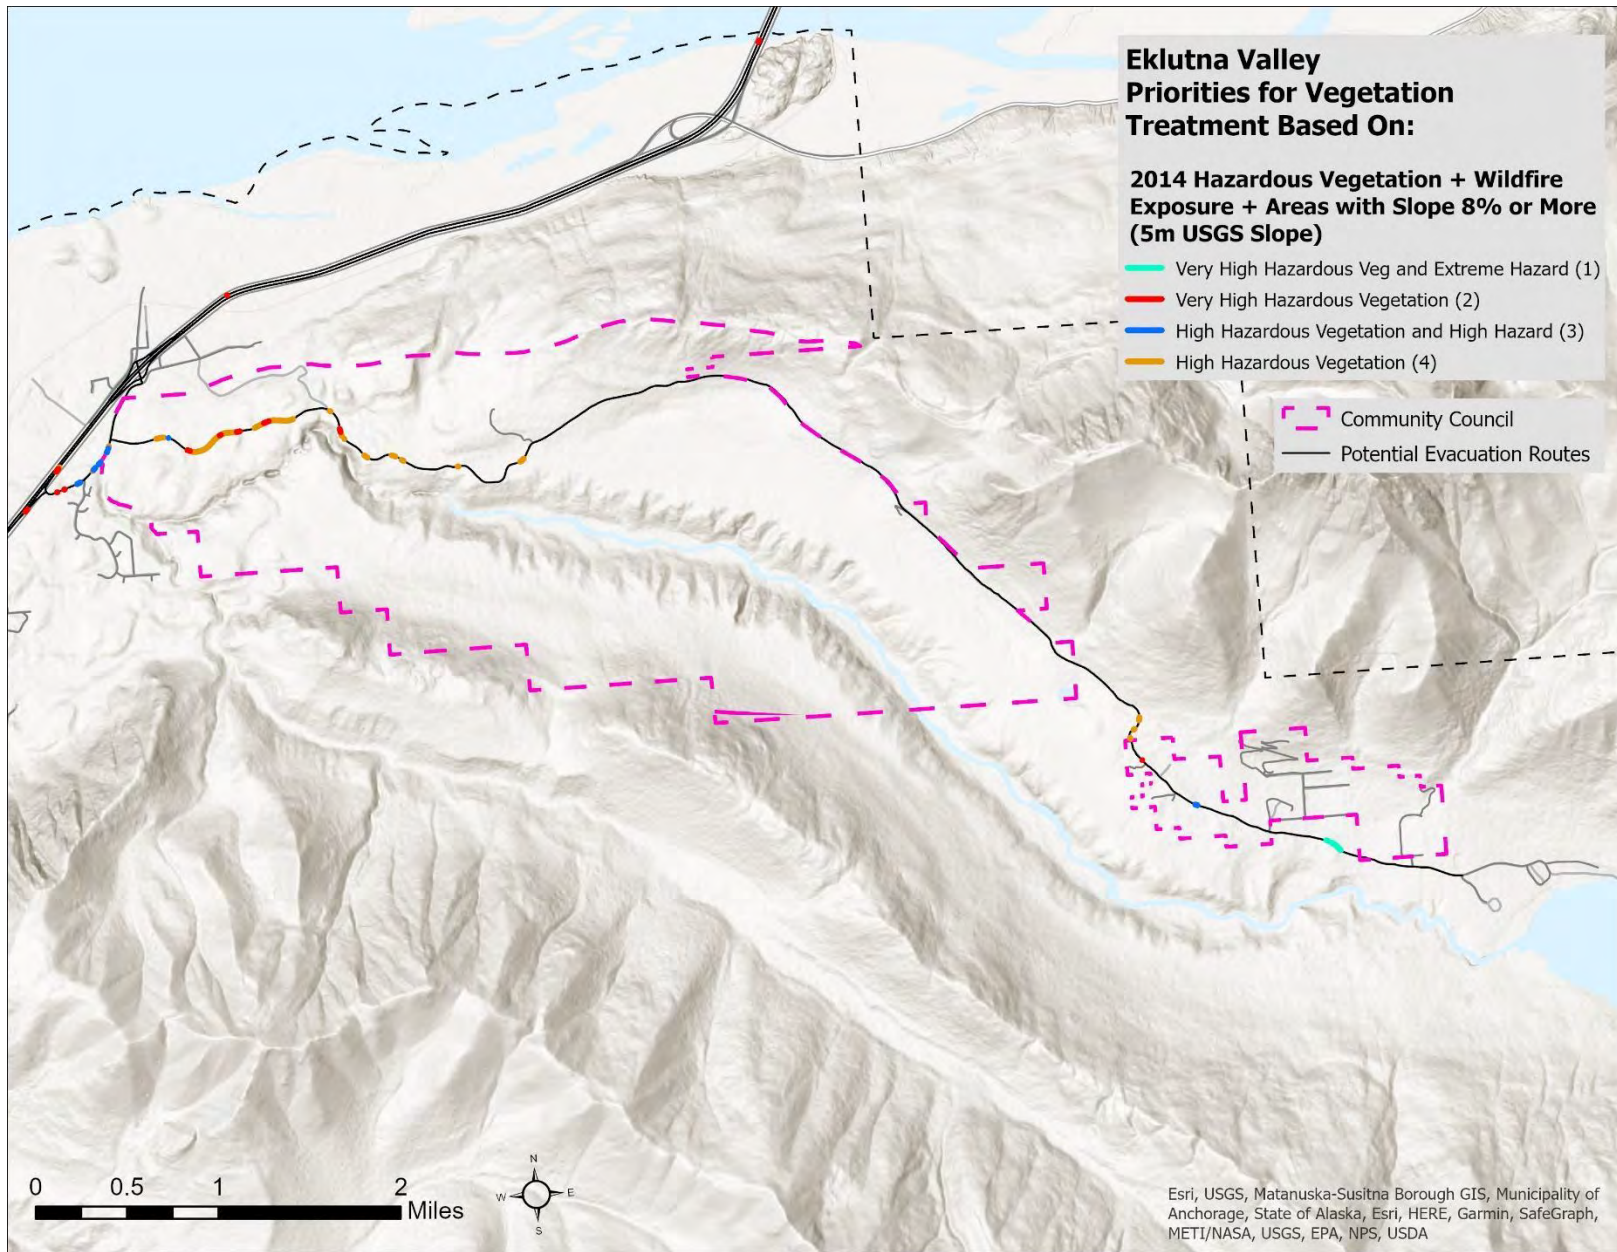 Eklutna Valley
Priorities for Vegetation
Treatment Based On:
2014 Hazardous Vegetation + Wildfire
Exposure + Areas with Slope 8% or More
(5m USGS Slope)
Very High Hazardous Veg and Extreme Hazard (1)
Very High Hazardous Vegetation (2)
High Hazardous Vegetation and High Hazard (3)
High Hazardous Vegetation (4)
Community Council
Potential Evacuation Routes
0 0.5 1 2
Miles
N
W E
S
Esri, USGS, Matanuska-Susitna Borough GIS, Municipality of
Anchorage, State of Alaska, Esri, HERE, Garmin, SafeGraph,
METI/NASA, USGS, EPA, NPS, USDA